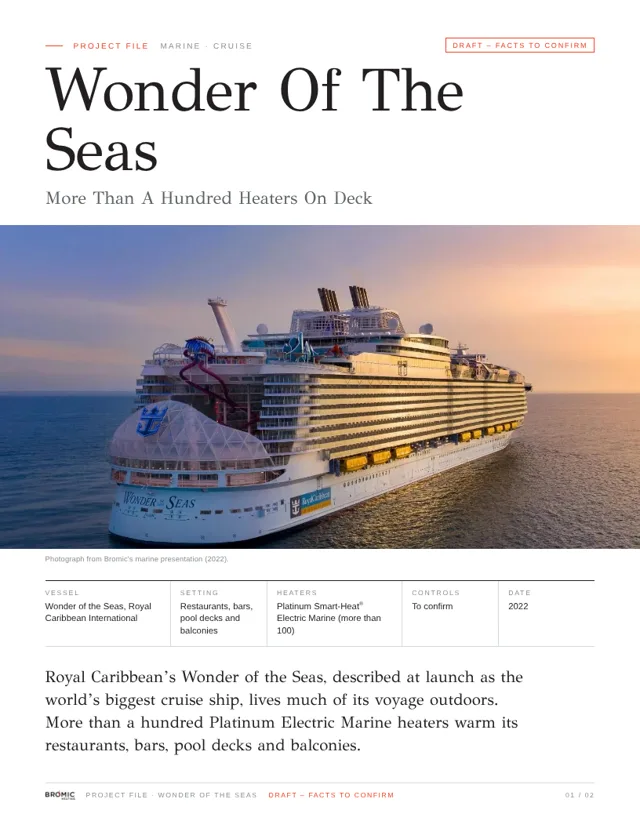 PROJECT FILE MARINE · CRUISE
DRAFT – FACTS TO CONFIRM
Wonder Of The
Seas
More Than A Hundred Heaters On Deck
WONDER OF THE SEAS
RoyalCaribbean
Photograph from Bromic's marine presentation (2022).
VESSEL
Wonder of the Seas, Royal
Caribbean International
SETTING
Restaurants, bars,
pool decks and
balconies
HEATERS
Platinum Smart-Heat®
Electric Marine (more than
100)
CONTROLS
To confirm
DATE
2022
Royal Caribbean's Wonder of the Seas, described at launch as the
world's biggest cruise ship, lives much of its voyage outdoors.
More than a hundred Platinum Electric Marine heaters warm its
restaurants, bars, pool decks and balconies.
BROMIC
HEATING
PROJECT FILE · WONDER OF THE SEAS DRAFT – FACTS TO CONFIRM
01 / 02